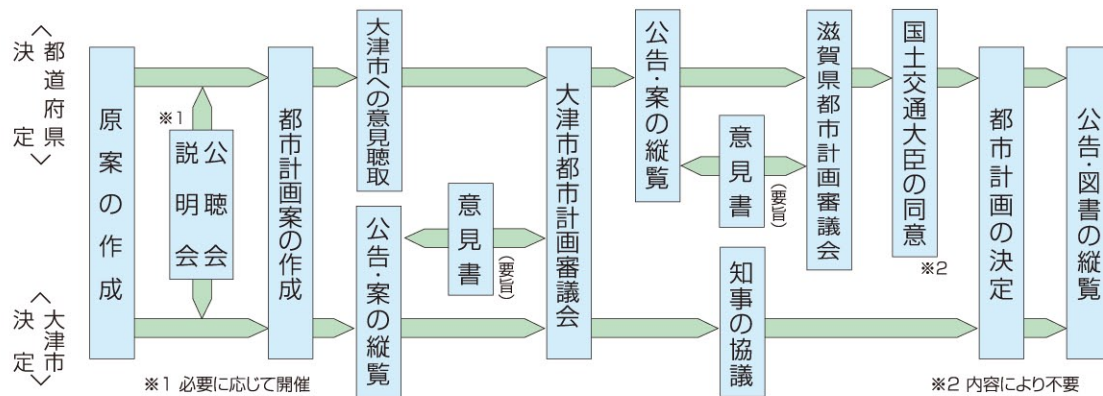 〈都道府県決定〉
原案の作成
※1
公聴会
説明会
都市計画案の作成
大津市への意見聴取
公告・案の縦覧
意見書
(要旨)
大津市都市計画審議会
公告・案の縦覧
意見書
(要旨)
滋賀県都市計画審議会
国土交通大臣の同意
※2
知事の協議
都市計画の決定
公告・図書の縦覧
〈大津市決定〉
※1 必要に応じて開催
※2 内容により不要